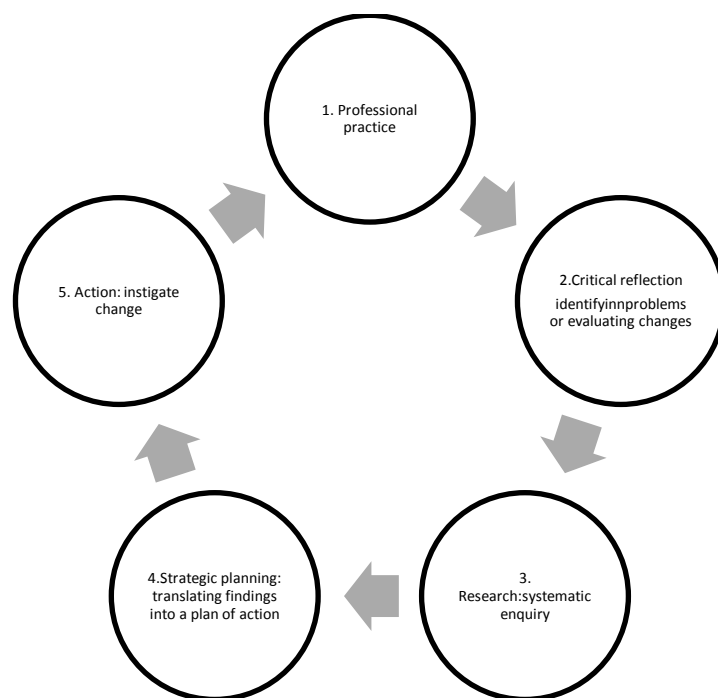 1. Professional
practice
2.Critical reflection
identifyinnproblems
or evaluating changes
3.
Research:systematic
enquiry
4.Strategic planning:
translating findings
into a plan of action
5. Action: instigate
change